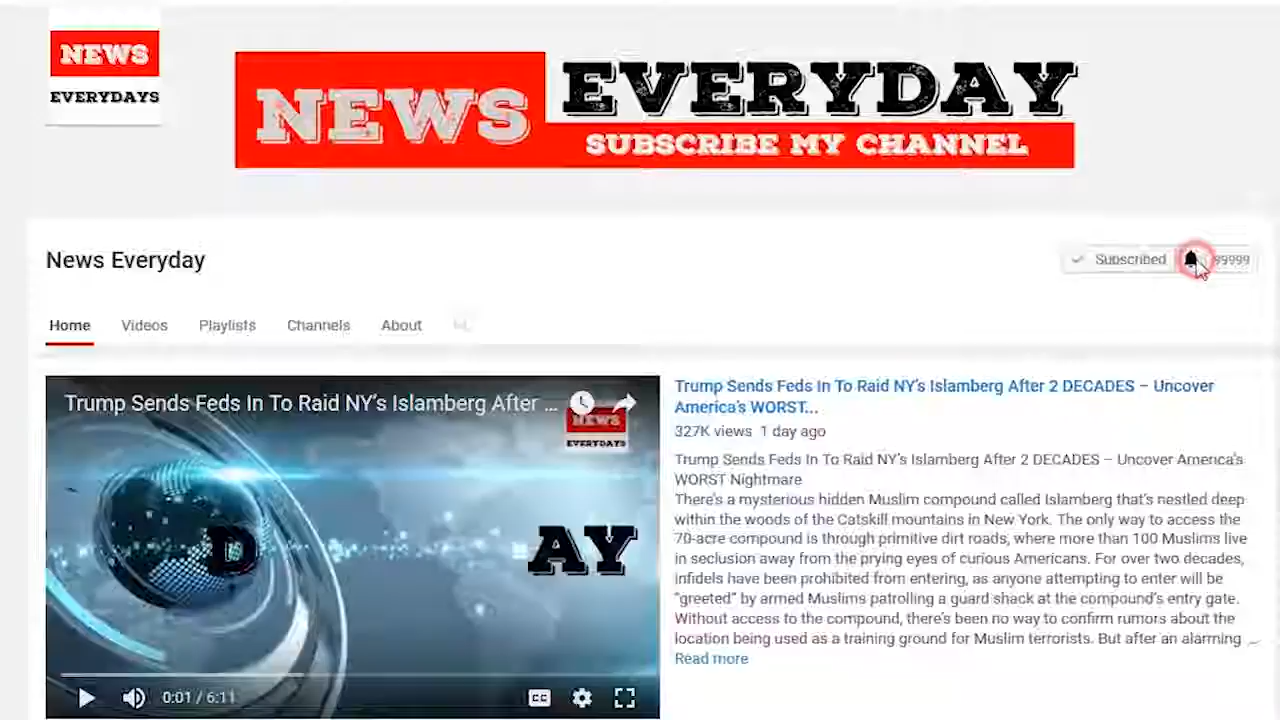 NEWS
EVERYDAYS
NEWS
EVERYDAY
SUBSCRIBE MY CHANNEL
News Everyday
Subscribed
99999
Home Videos Playlists Channels About
Trump Sends Feds In To Raid NY's Islamberg After ...
NEWS
EVERYDAYS
D
AY
0:01 / 6:11
CC
Trump Sends Feds In To Raid NY's Islamberg After 2 DECADES – Uncover
America's WORST...
327K views 1 day ago
Trump Sends Feds In To Raid NY's Islamberg After 2 DECADES – Uncover America's
WORST Nightmare
There's a mysterious hidden Muslim compound called Islamberg that's nestled deep
within the woods of the Catskill mountains in New York. The only way to access the
70-acre compound is through primitive dirt roads, where more than 100 Muslims live
in seclusion away from the prying eyes of curious Americans. For over two decades,
infidels have been prohibited from entering, as anyone attempting to enter will be
"greeted" by armed Muslims patrolling a guard shack at the compound's entry gate.
Without access to the compound, there's been no way to confirm rumors about the
location being used as a training ground for Muslim terrorists. But after an alarming
Read more